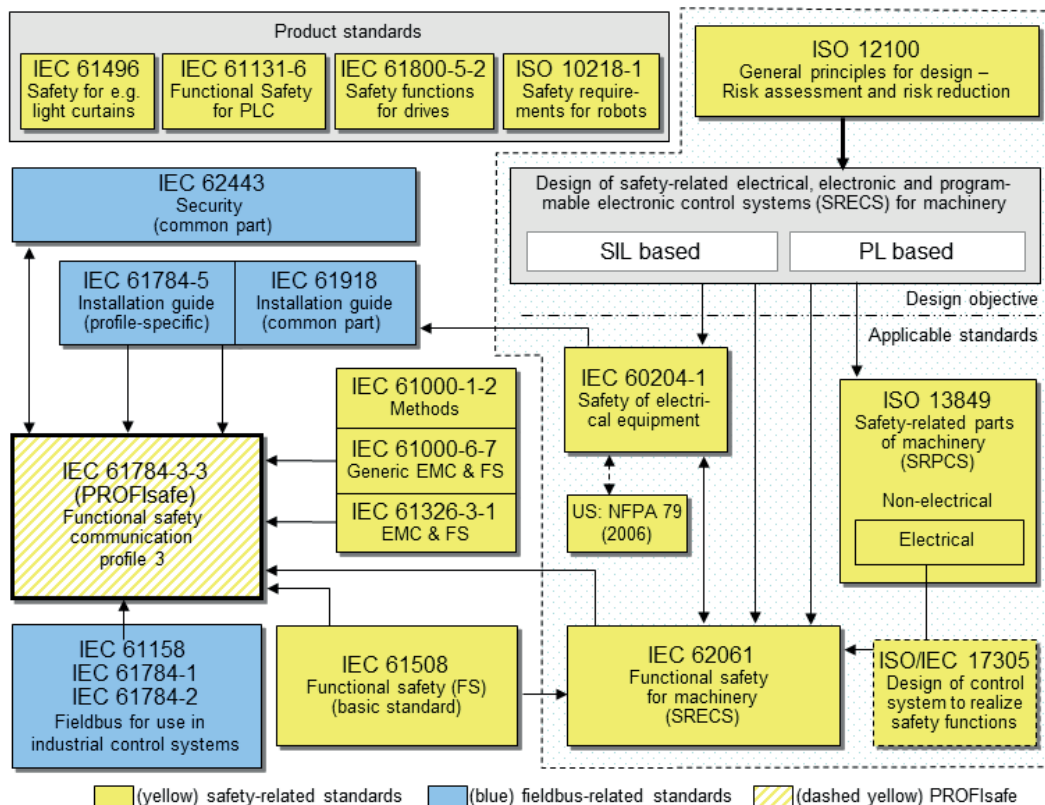 Product standards
IEC 61496
Safety for e.g.
light curtains
IEC 61131-6
Functional Safety
for PLC
IEC 61800-5-2
Safety functions
for drives
ISO 10218-1
Safety require-
ments for robots
ISO 12100
General principles for design –
Risk assessment and risk reduction
IEC 62443
Security
(common part)
Design of safety-related electrical, electronic and program-
mable electronic control systems (SRECS) for machinery
SIL based
PL based
IEC 61784-5
Installation guide
(profile-specific)
IEC 61918
Installation guide
(common part)
Design objective
Applicable standards
IEC 61000-1-2
Methods
IEC 61000-6-7
Generic EMC & FS
IEC 61326-3-1
EMC & FS
IEC 60204-1
Safety of electri-
cal equipment
US: NFPA 79
(2006)
ISO 13849
Safety-related parts
of machinery
(SRPCS)
Non-electrical
Electrical
IEC 61784-3-3
(PROFIsafe)
Functional safety
communication
profile 3
IEC 61158
IEC 61784-1
IEC 61784-2
Fieldbus for use in
industrial control systems
IEC 61508
Functional safety (FS)
(basic standard)
IEC 62061
Functional safety
for machinery
(SRECS)
ISO/IEC 17305
Design of control
system to realize
safety functions
(yellow) safety-related standards
(blue) fieldbus-related standards
(dashed yellow) PROFIsafe